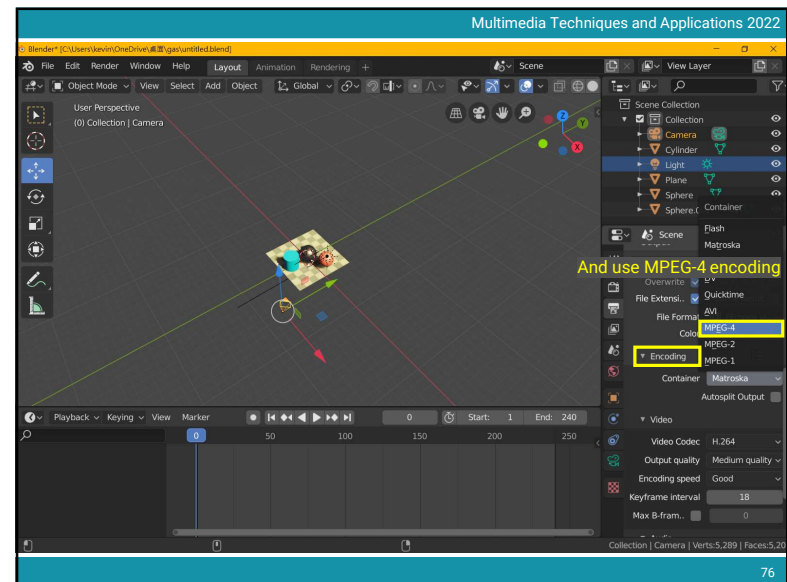 Multimedia Techniques and Applications 2022
Blender* [C:\Users\kevin\OneDrive\桌面\gas\untitled.blend]
File Edit Render Window Help Layout Animation Rendering + Scene View Layer
Object Mode View Select Add Object Global
User Perspective
(0) Collection | Camera
Z
Y
X
Scene Collection
Collection
Camera
Cylinder
Light
Plane
Sphere
Sphere.0
Container
Flash
Matroska
Scene
And use MPEG-4 encoding
Overwrite DV
File Extensi.. Quicktime
File Format AVI
Color MPEG-4
MPEG-2
Encoding MPEG-1
Container Matroska
Autosplit Output
Playback Keying View Marker 0 Start: 1 End: 240
0 50 100 150 200 250
Video
Video Codec H.264
Output quality Medium quality
Encoding speed Good
Keyframe interval 18
Max B-fram.. 0
Collection | Camera | Verts:5,289 | Faces:5,20
76